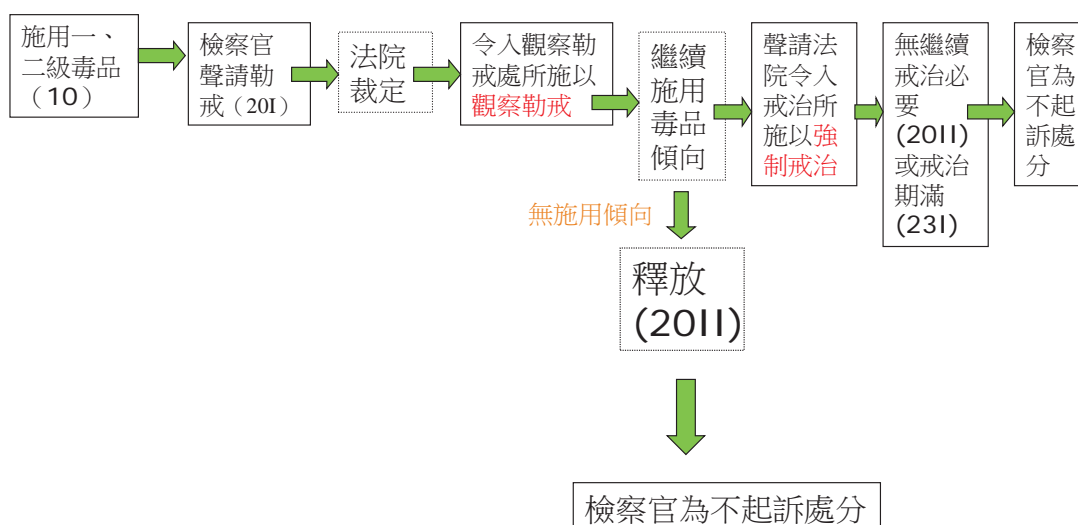 施用一、
二級毒品
（10）
檢察官
聲請勒
戒（20I）
法院
裁定
令入觀察勒
戒處所施以
觀察勒戒
繼續
施用
毒品
傾向
聲請法
院令入
戒治所
施以強
制戒治
無繼續
戒治必
要
(20II)
或戒治
期滿
(23I)
檢察
官為
不起
訴處
分
無施用傾向
釋放
(20II)
檢察官為不起訴處分